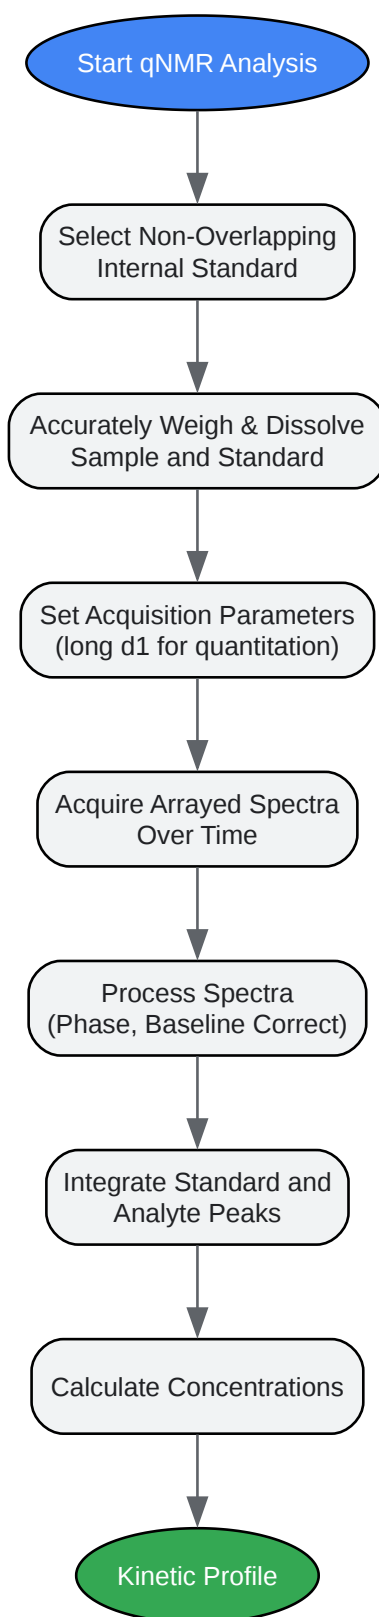 Start qNMR Analysis
Select Non-Overlapping
Internal Standard
Accurately Weigh & Dissolve
Sample and Standard
Set Acquisition Parameters
(long d1 for quantitation)
Acquire Arrayed Spectra
Over Time
Process Spectra
(Phase, Baseline Correct)
Integrate Standard and
Analyte Peaks
Calculate Concentrations
Kinetic Profile